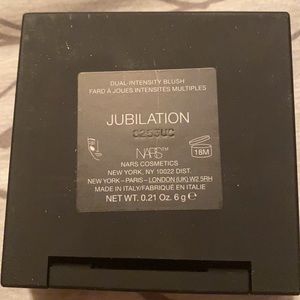 DUAL-INTENSITY BLUSH
FARD À JOUES INTENSITÉS MULTIPLES
JUBILATION
NARS™
18M
NARS COSMETICS
NEW YORK, NY 10022 DIST.
NEW YORK – PARIS – LONDON (UK) W2 5RH
MADE IN ITALY/FABRIQUÉ EN ITALIE
NET WT. 0.21 Oz. 6 g ℮